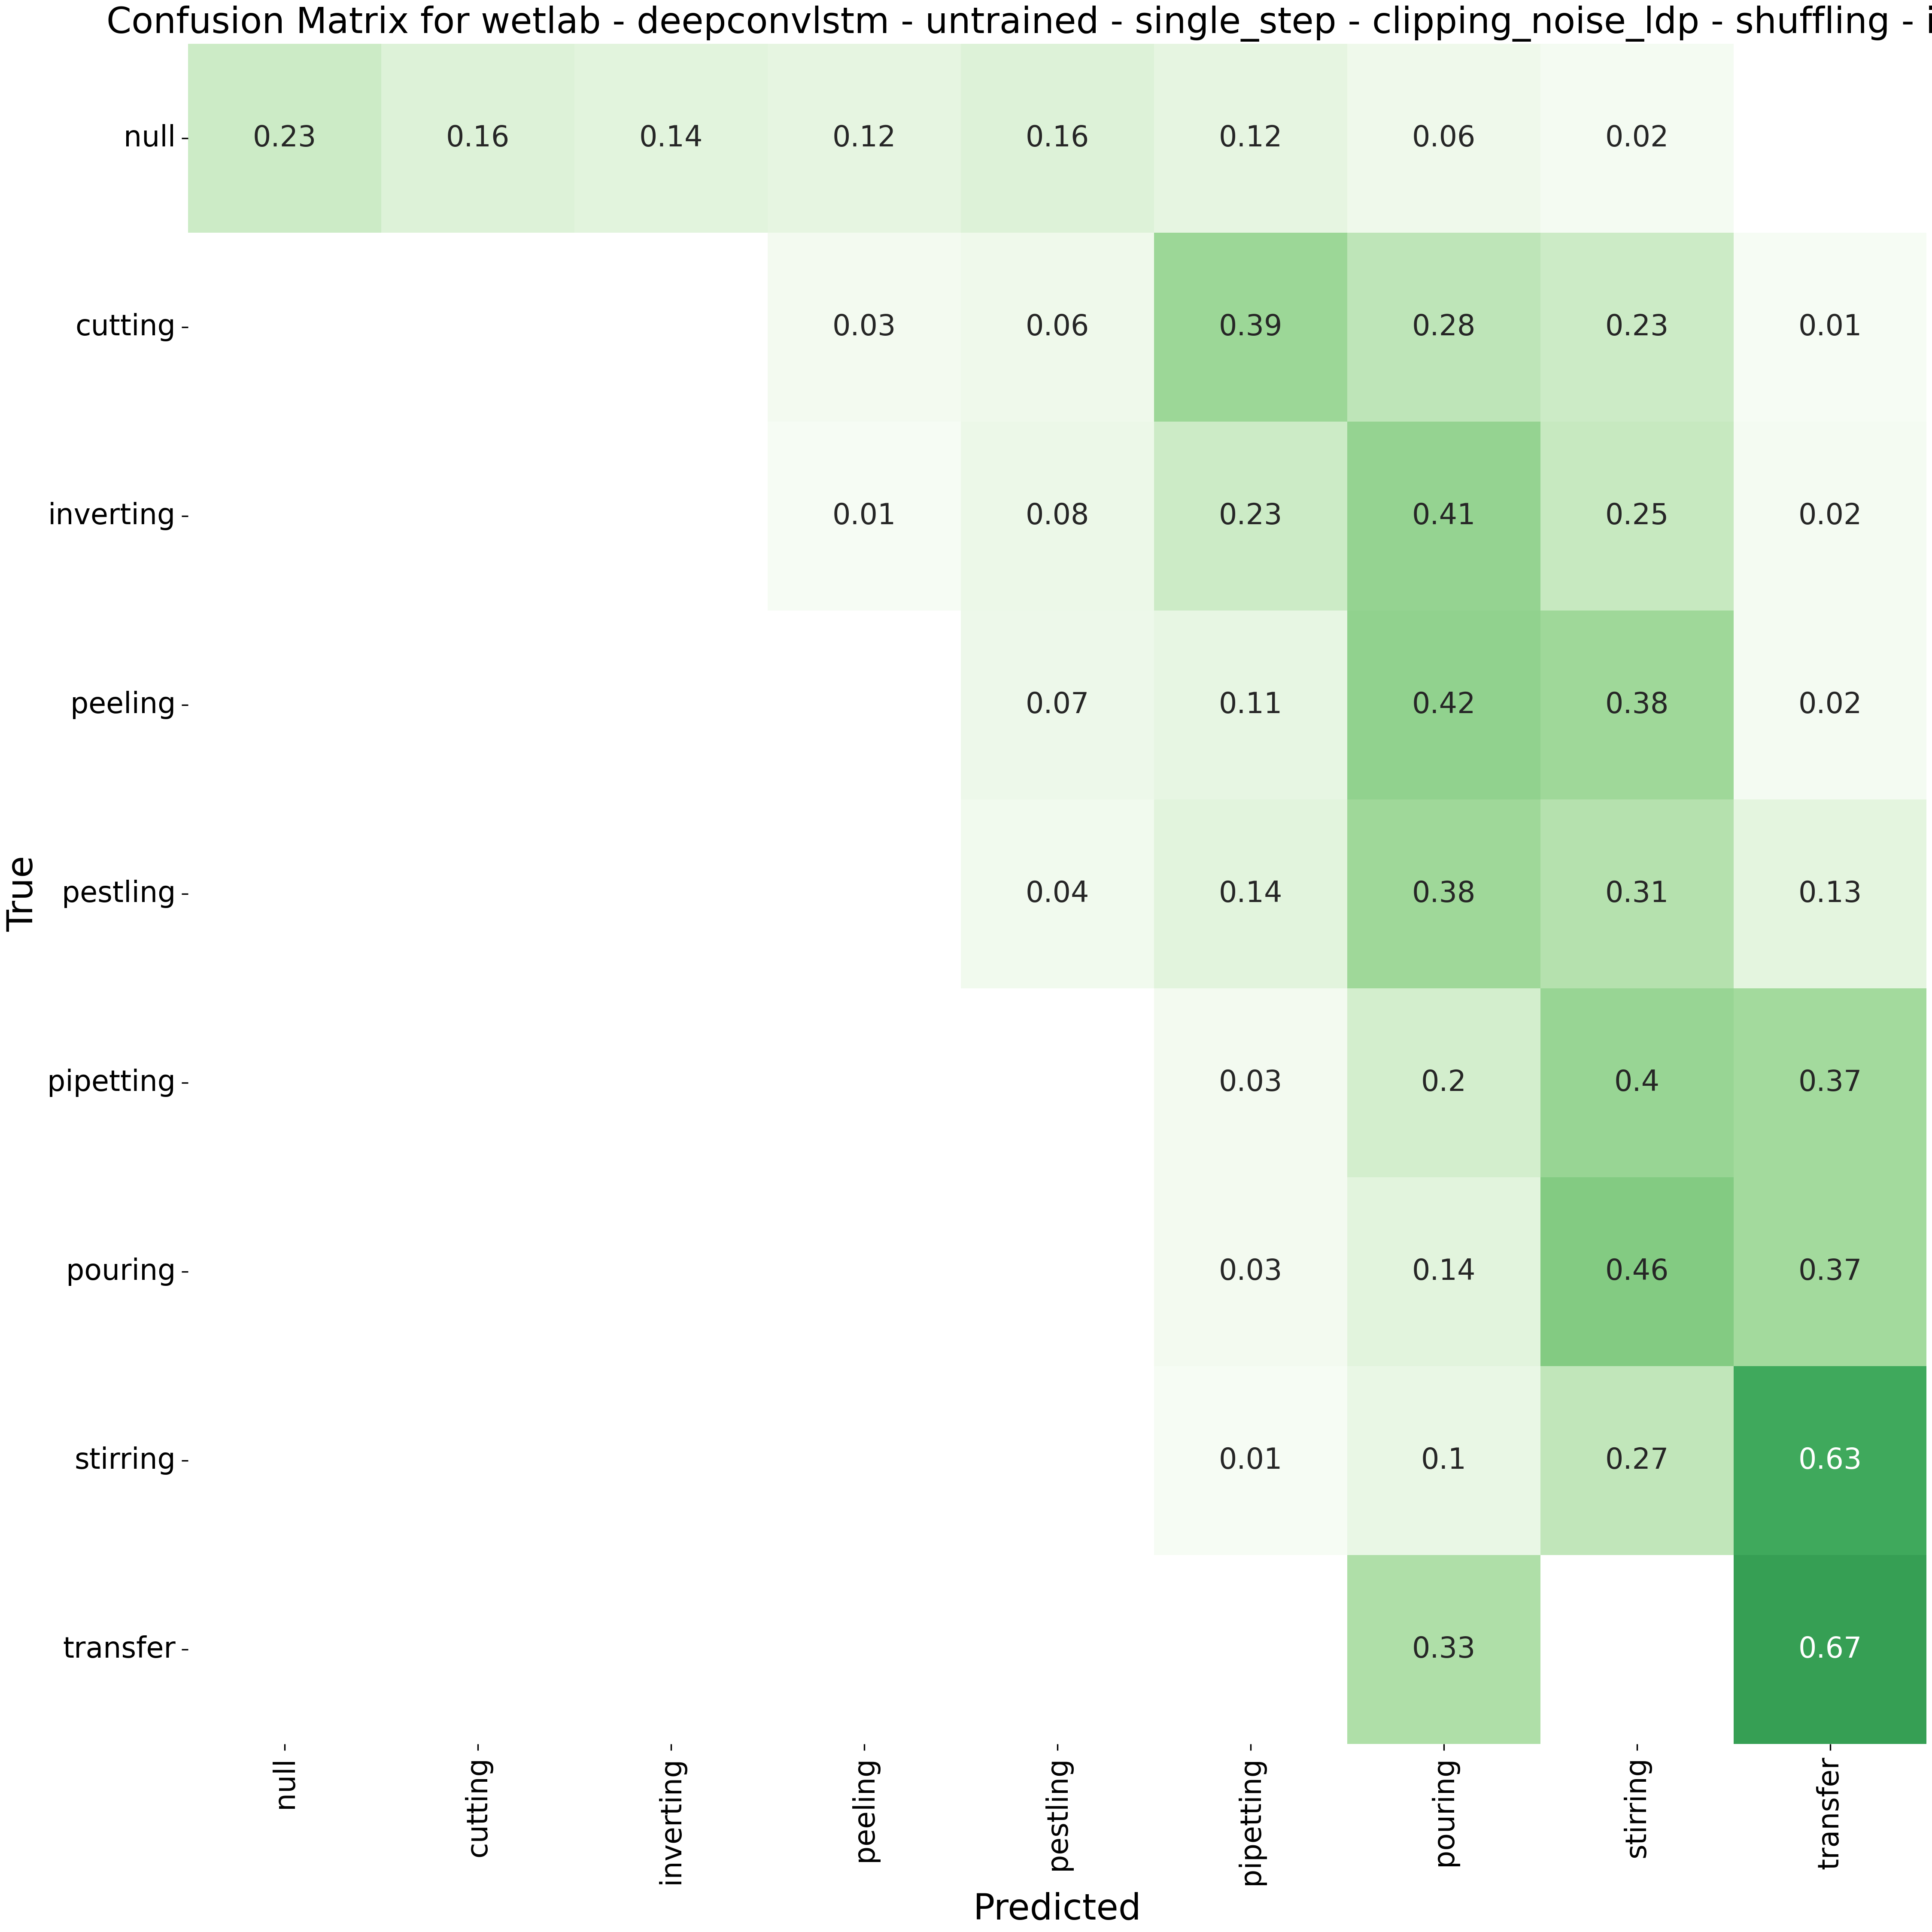 Confusion Matrix for wetlab - deepconvlstm - untrained - single_step - clipping_noise_ldp - shuffling - i
null 0.23 0.16 0.14 0.12 0.16 0.12 0.06 0.02
cutting 0.03 0.06 0.39 0.28 0.23 0.01
inverting 0.01 0.08 0.23 0.41 0.25 0.02
peeling 0.07 0.11 0.42 0.38 0.02
pestling 0.04 0.14 0.38 0.31 0.13
pipetting 0.03 0.2 0.4 0.37
pouring 0.03 0.14 0.46 0.37
stirring 0.01 0.1 0.27 0.63
transfer 0.33 0.67
True
null cutting inverting peeling pestling pipetting pouring stirring transfer
Predicted